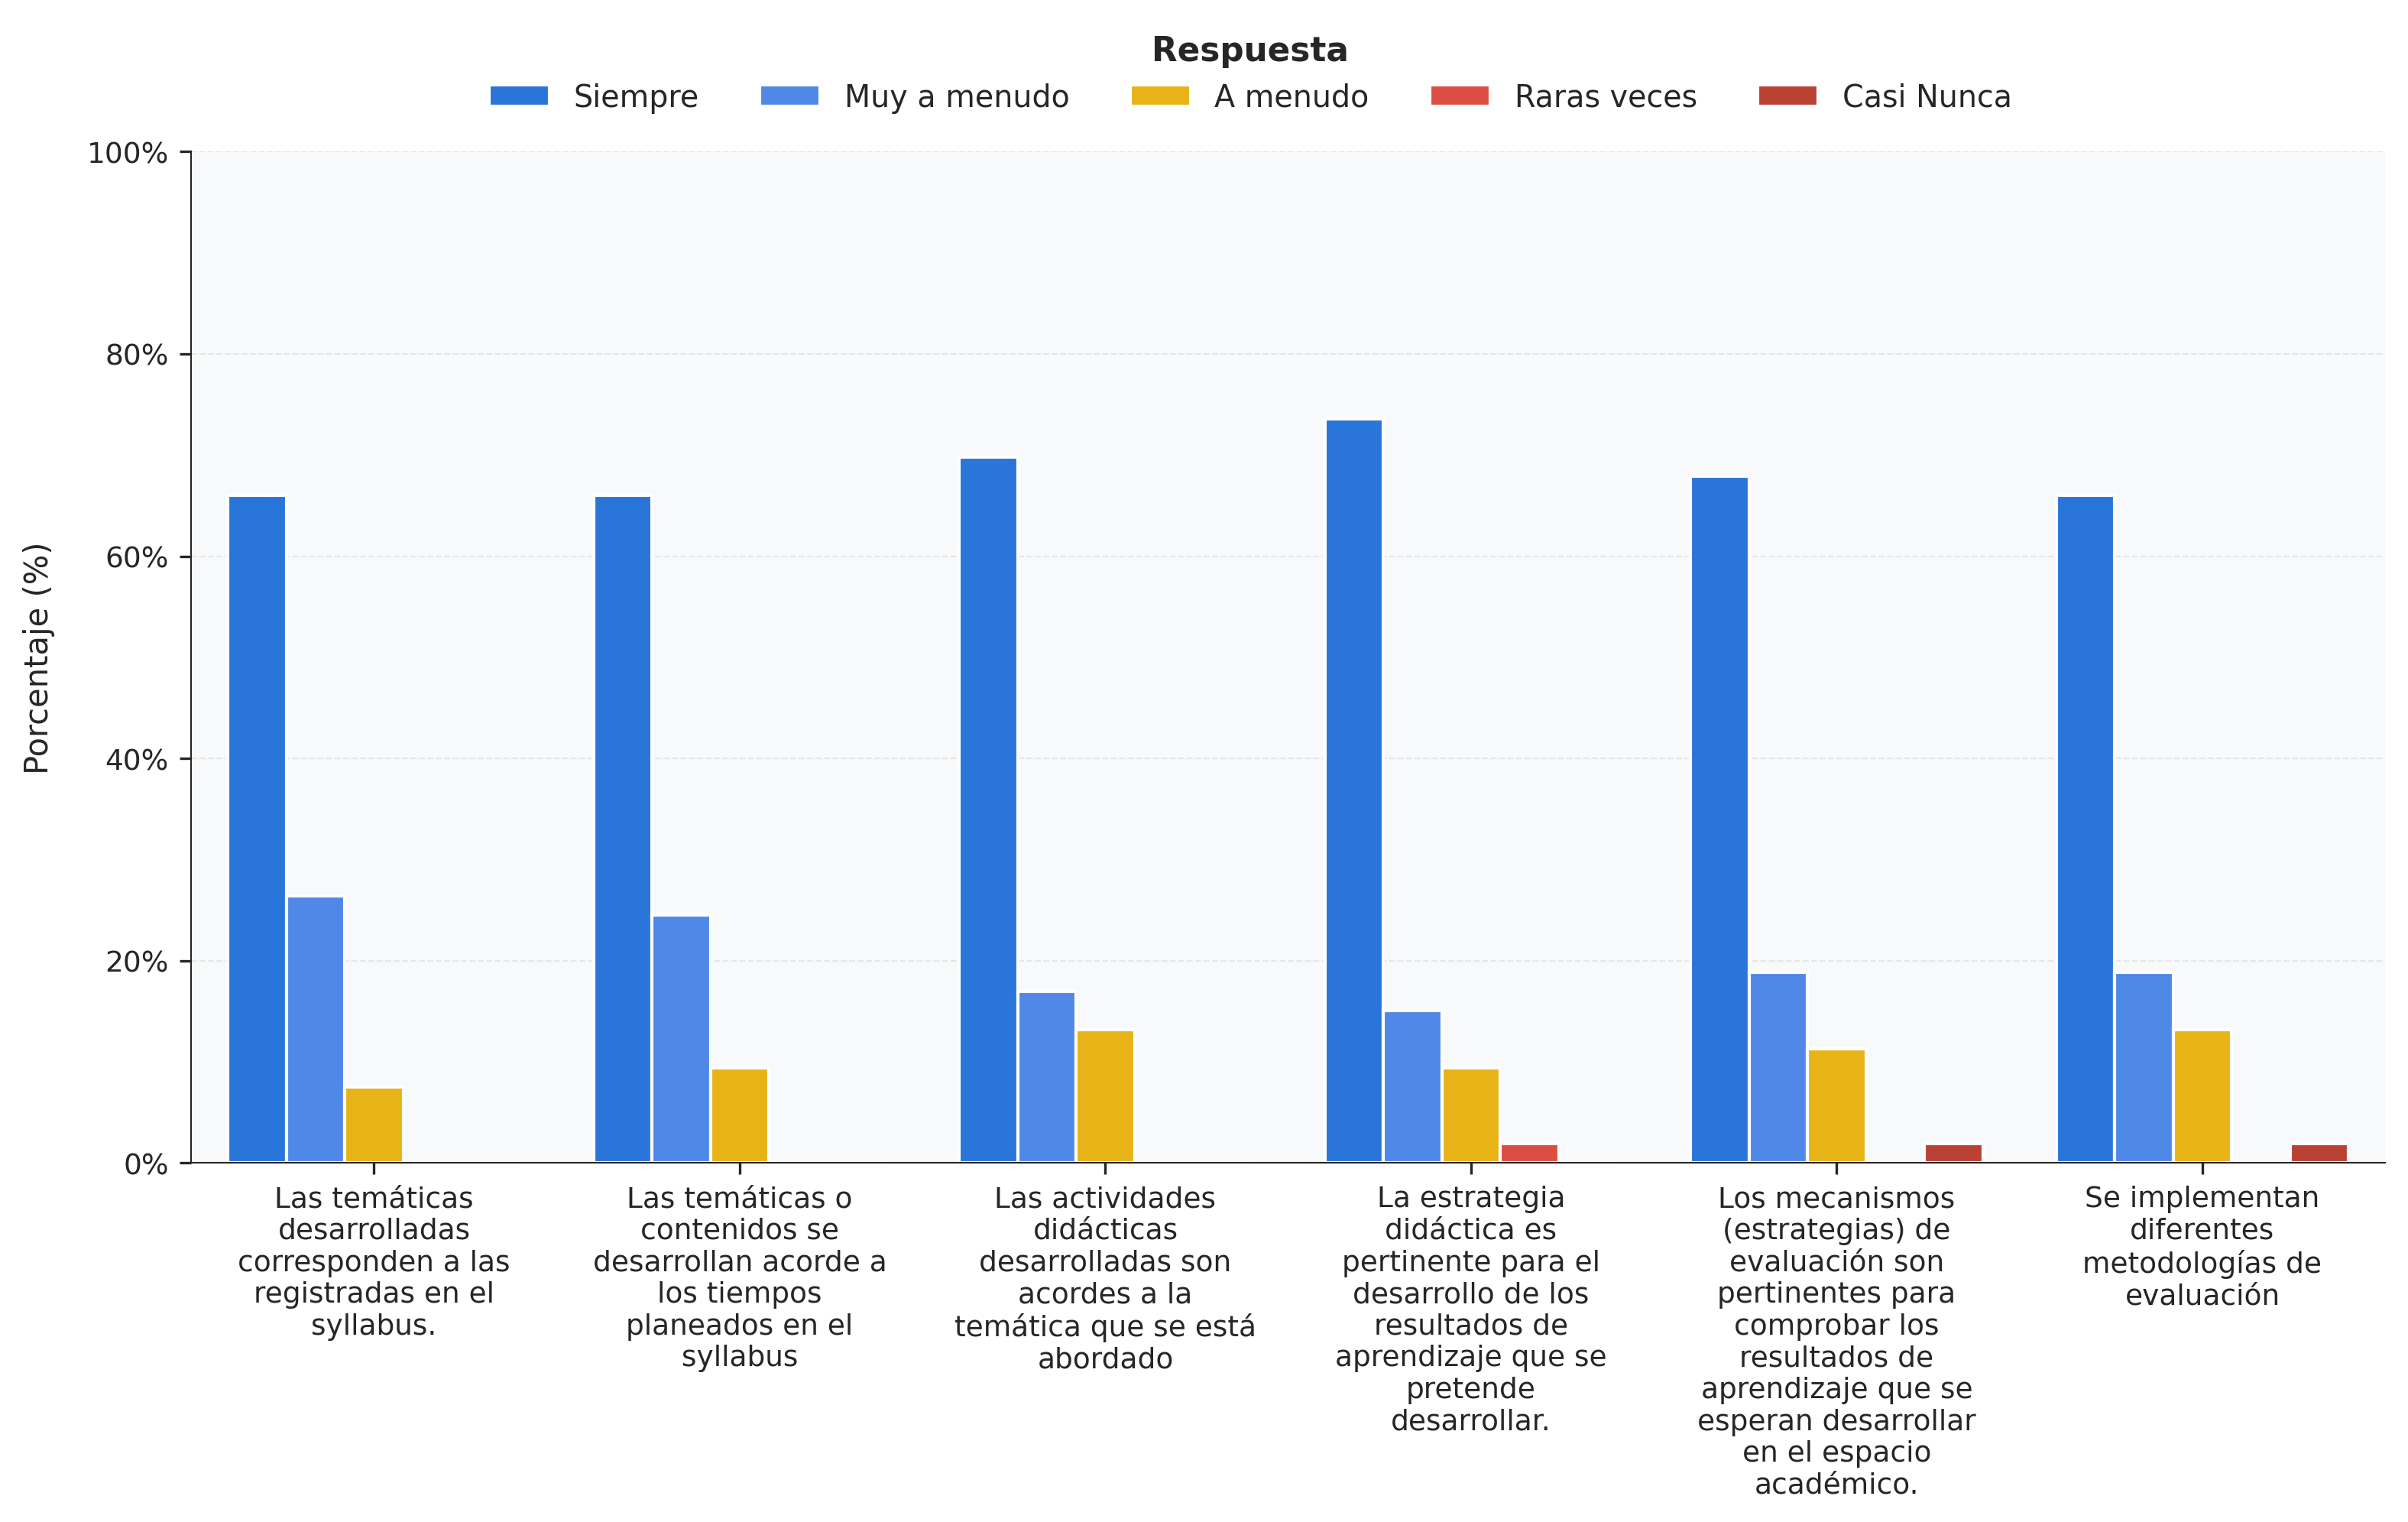 Respuesta
Siempre
Muy a menudo
A menudo
Raras veces
Casi Nunca
Porcentaje (%)
100%
80%
60%
40%
20%
0%
Las temáticas
desarrolladas
corresponden a las
registradas en el
syllabus.
Las temáticas o
contenidos se
desarrollan acorde a
los tiempos
planeados en el
syllabus
Las actividades
didácticas
desarrolladas son
acordes a la
temática que se está
abordado
La estrategia
didáctica es
pertinente para el
desarrollo de los
resultados de
aprendizaje que se
pretende
desarrollar.
Los mecanismos
(estrategias) de
evaluación son
pertinentes para
comprobar los
resultados de
aprendizaje que se
esperan desarrollar
en el espacio
académico.
Se implementan
diferentes
metodologías de
evaluación